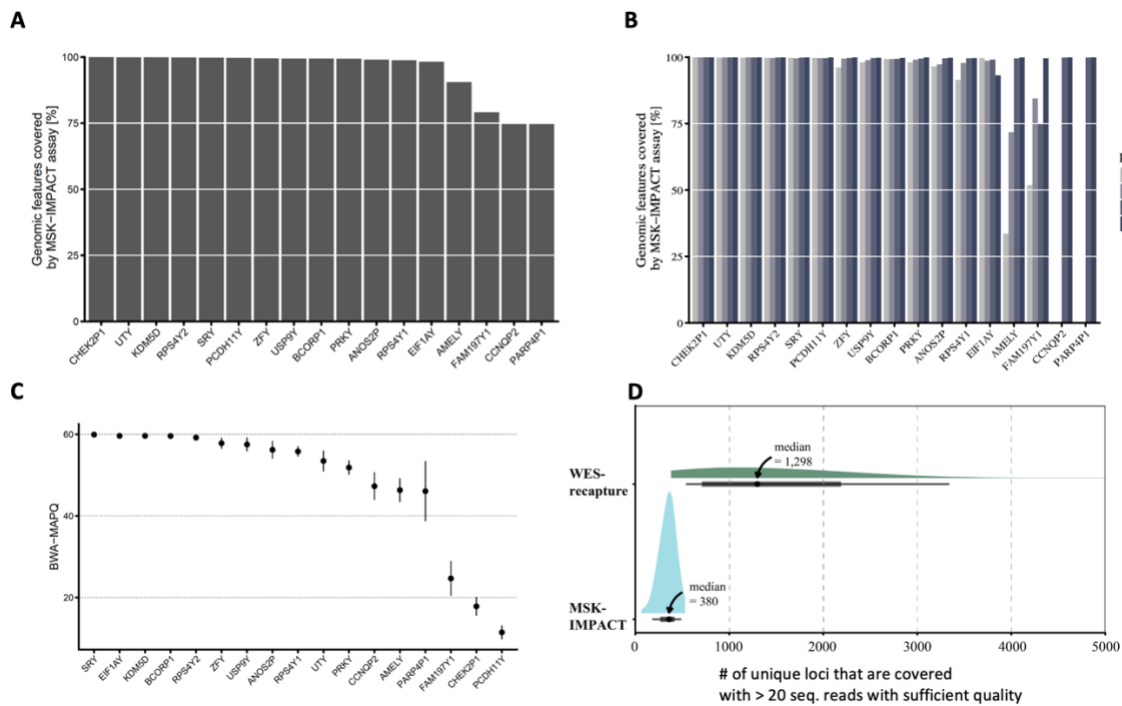 A
Genomic features covered
by MSK−IMPACT assay [%]
100
75
50
25
0
CHEK2P1
UTY
KDM5D
RPS4Y2
SRY
PCDH11Y
ZFY
USP9Y
BCORP1
PRKY
ANOS2P
RPS4Y1
EIF1AY
AMELY
FAM197Y1
CCNQP2
PARP4P1
B
Genomic features covered
by MSK−IMPACT assay [%]
100
75
50
25
0
CHEK2P1
UTY
KDM5D
RPS4Y2
SRY
PCDH11Y
ZFY
USP9Y
BCORP1
PRKY
ANOS2P
RPS4Y1
EIF1AY
AMELY
FAM197Y1
CCNQP2
PARP4P1
C
BWA−MAPQ
60
40
20
SRY
EIF1AY
KDM5D
BCORP1
RPS4Y2
ZFY
USP9Y
ANOS2P
RPS4Y1
UTY
PRKY
CCNQP2
AMELY
PARP4P1
FAM197Y1
CHEK2P1
PCDH11Y
D
WES-
recapture
median
= 1,298
MSK-
IMPACT
median
= 380
0
1000
2000
3000
4000
5000
# of unique loci that are covered
with > 20 seq. reads with sufficient quality